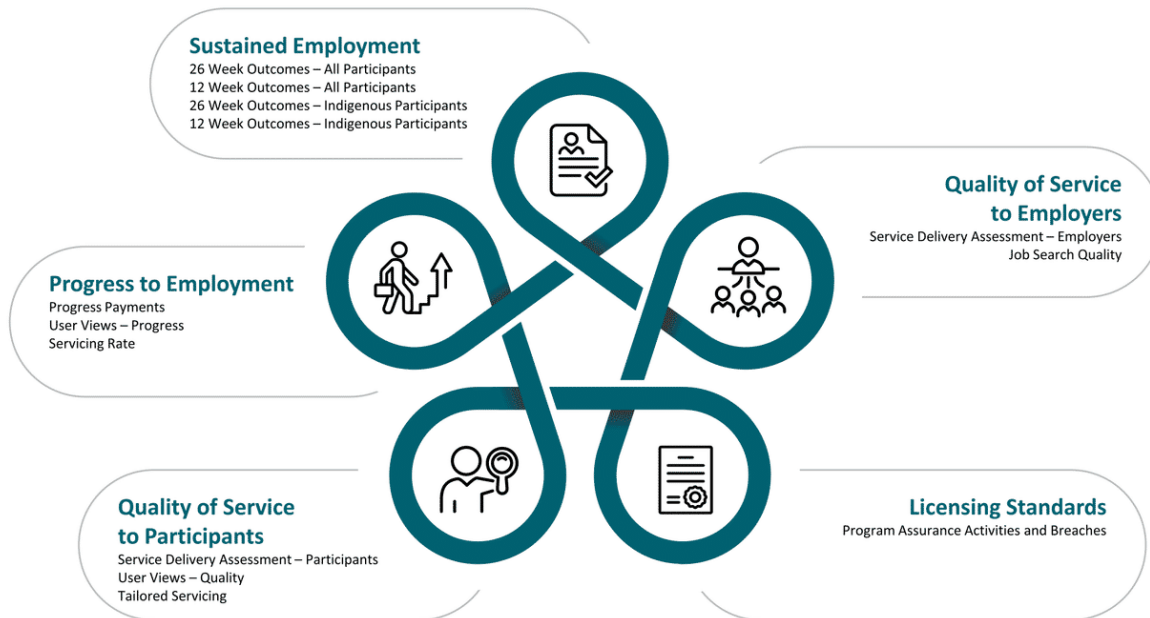 Sustained Employment
26 Week Outcomes – All Participants
12 Week Outcomes – All Participants
26 Week Outcomes – Indigenous Participants
12 Week Outcomes – Indigenous Participants
Quality of Service
to Employers
Service Delivery Assessment – Employers
Job Search Quality
Progress to Employment
Progress Payments
User Views – Progress
Servicing Rate
Quality of Service
to Participants
Service Delivery Assessment – Participants
User Views – Quality
Tailored Servicing
Licensing Standards
Program Assurance Activities and Breaches